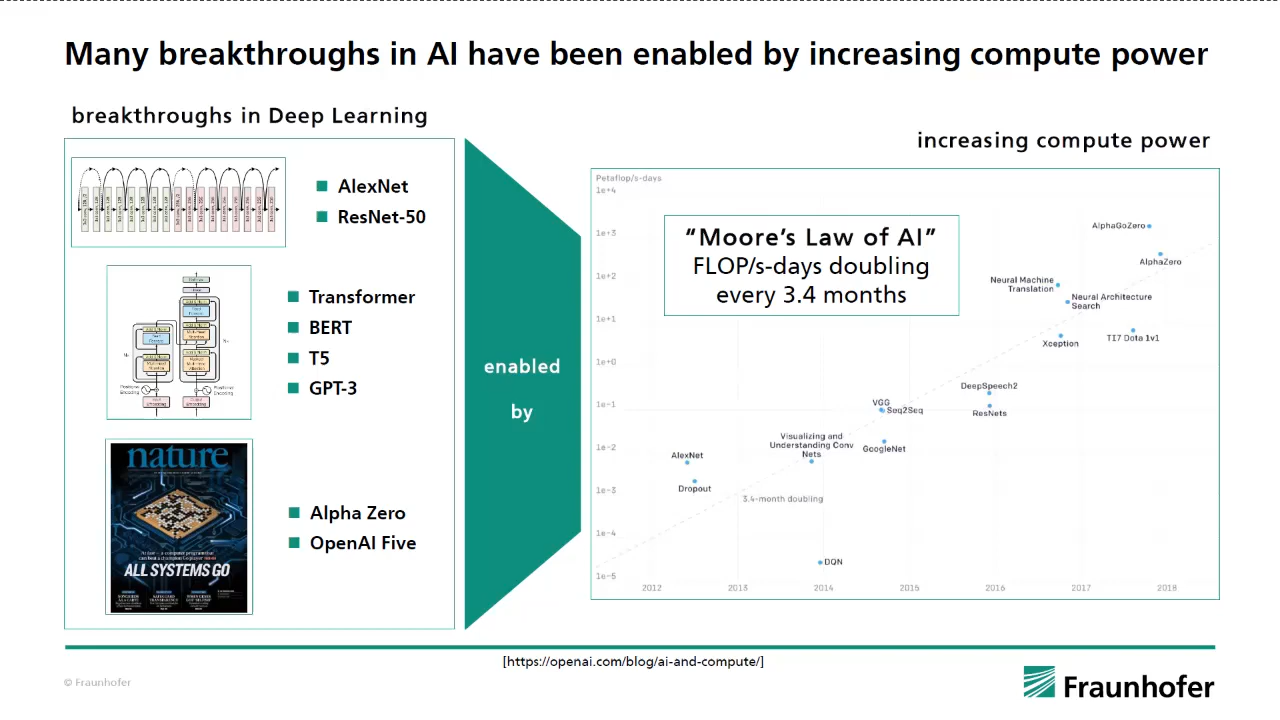 Many breakthroughs in AI have been enabled by increasing compute power
breakthroughs in Deep Learning
■ AlexNet
■ ResNet-50
■ Transformer
■ BERT
■ T5
■ GPT-3
nature
ALL SYSTEMS GO
■ Alpha Zero
■ OpenAI Five
enabled
by
increasing compute power
Petaflop/s-days
1e+4
1e+3
1e+2
1e+1
1e+0
1e-1
1e-2
1e-3
1e-4
1e-5
“Moore’s Law of AI”
FLOP/s-days doubling
every 3.4 months
AlphaGoZero
AlphaZero
Neural Machine
Translation
Neural Architecture
Search
Xception
TI7 Dota 1v1
DeepSpeech2
ResNets
VGG
Seq2Seq
GoogleNet
Visualizing and
Understanding Conv
Nets
AlexNet
Dropout
3.4-month doubling
DQN
2012 2013 2014 2015 2016 2017 2018
[https://openai.com/blog/ai-and-compute/]
© Fraunhofer
Fraunhofer